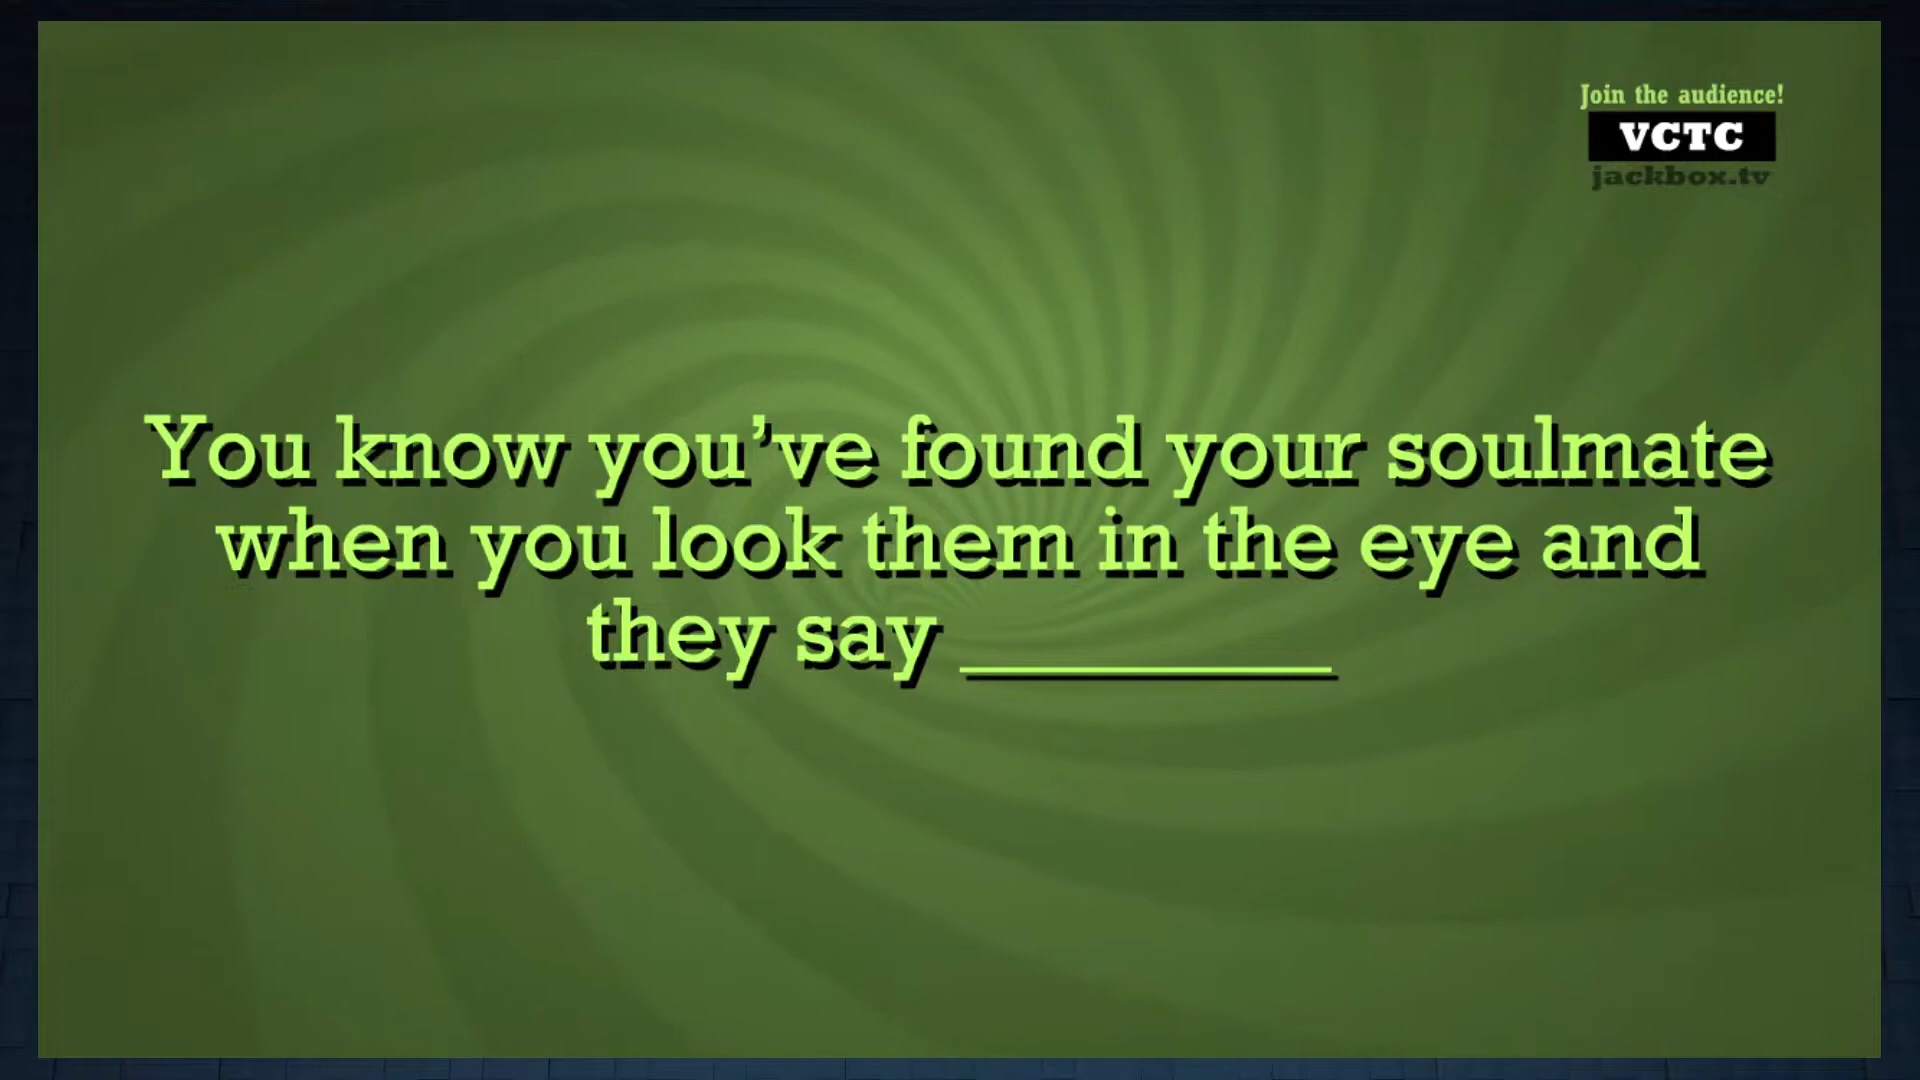 Join the audience!
VCTC
jackbox.tv
You know you’ve found your soulmate
when you look them in the eye and
they say ________